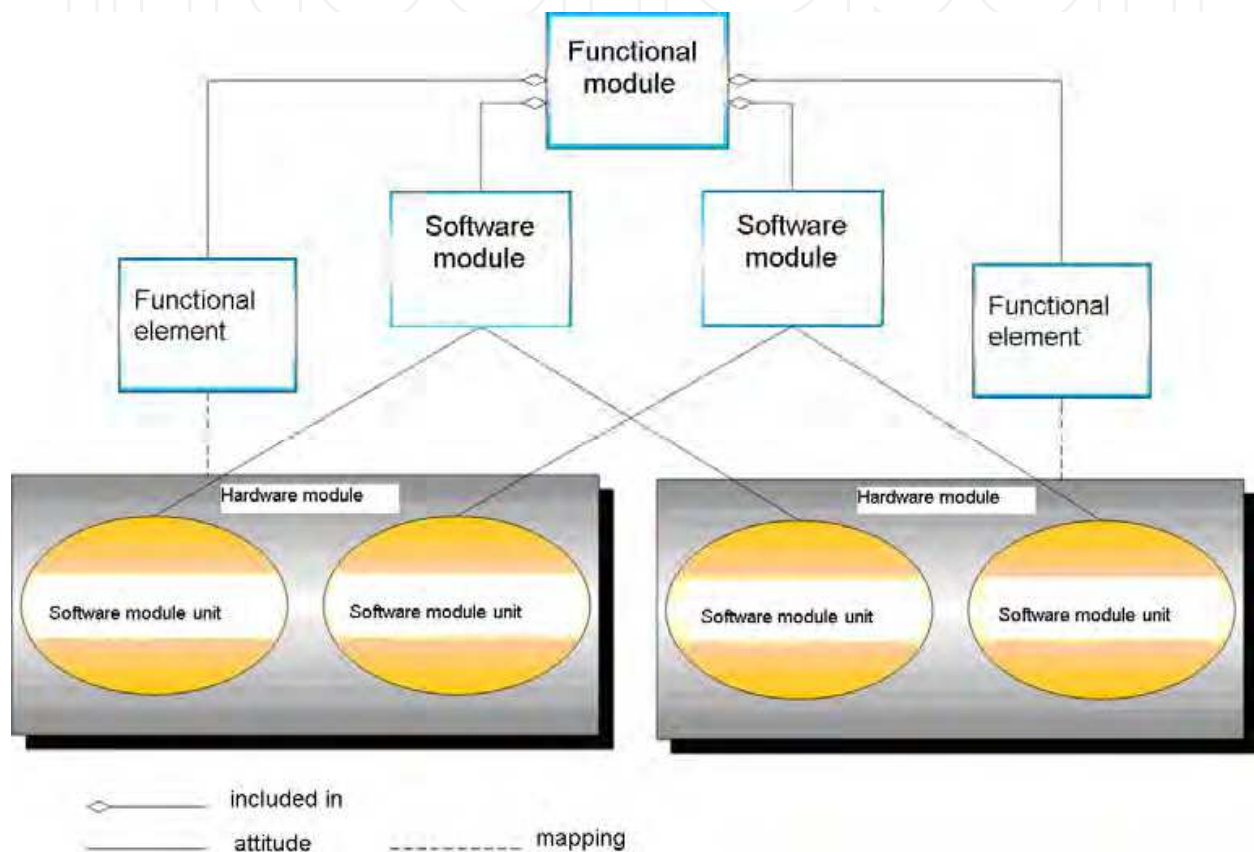 Functional
module
Software
module
Software
module
Functional
element
Functional
element
Hardware module
Hardware module
Software module unit
Software module unit
Software module unit
Software module unit
included in
attitude
mapping